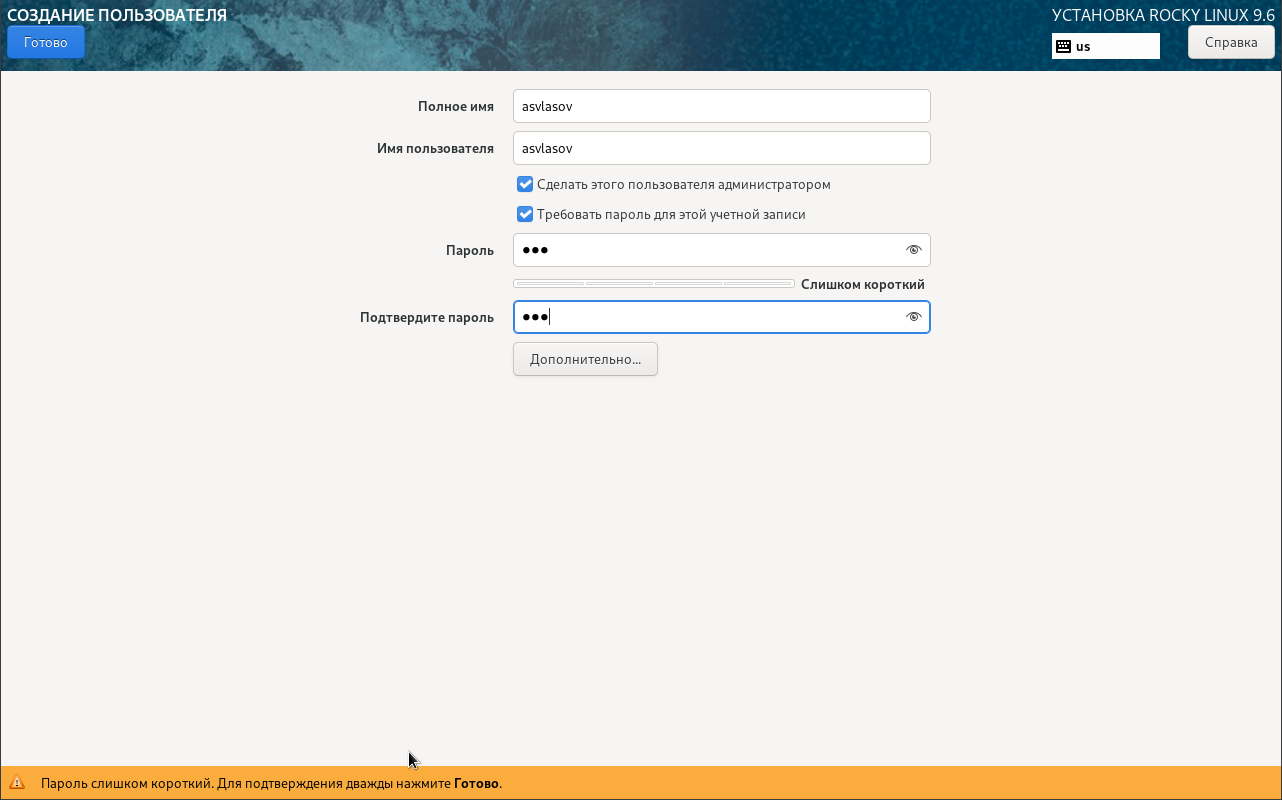 СОЗДАНИЕ ПОЛЬЗОВАТЕЛЯ
УСТАНОВКА ROCKY LINUX 9.6
Готово
us
Справка
Полное имя
asvlasov
Имя пользователя
asvlasov
Сделать этого пользователя администратором
Требовать пароль для этой учетной записи
Пароль
●●●
Слишком короткий
Подтвердите пароль
●●●
Дополнительно...
Пароль слишком короткий. Для подтверждения дважды нажмите Готово.